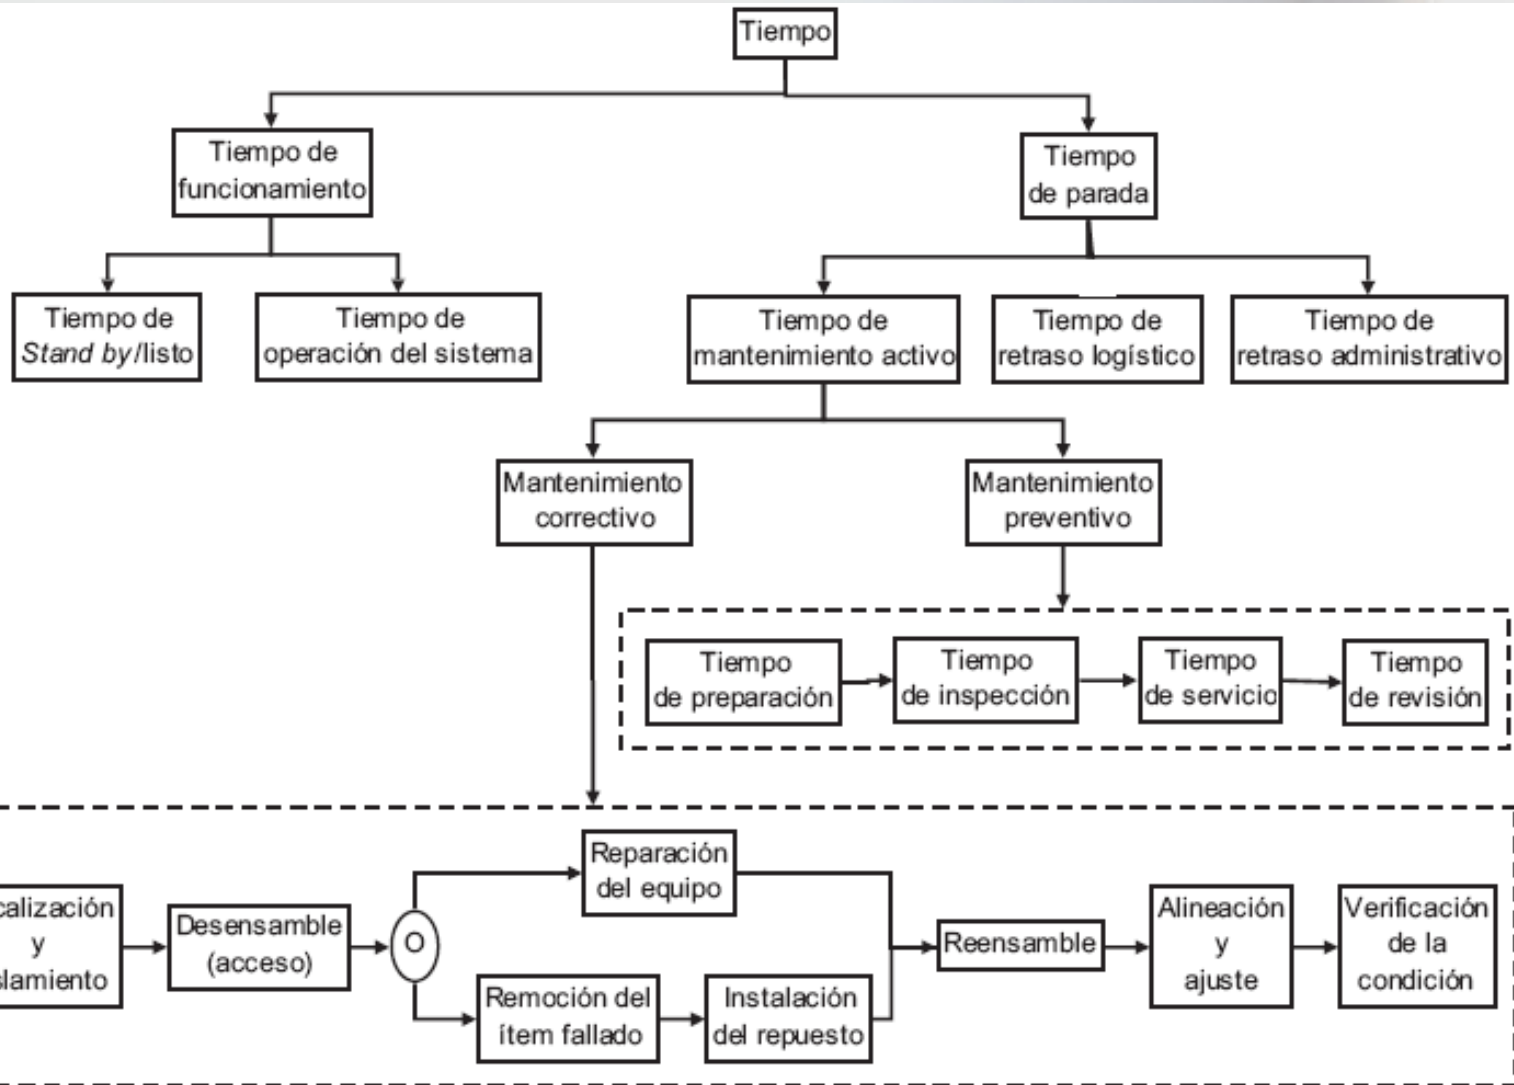 Tiempo
Tiempo de
funcionamiento
Tiempo
de parada
Tiempo de
Stand by/listo
Tiempo de
operación del sistema
Tiempo de
mantenimiento activo
Tiempo de
retraso logístico
Tiempo de
retraso administrativo
Mantenimiento
correctivo
Mantenimiento
preventivo
Tiempo
de preparación
Tiempo
de inspección
Tiempo
de servicio
Tiempo
de revisión
calización
y
slamiento
Desensamble
(acceso)
O
Reparación
del equipo
Remoción del
ítem fallado
Instalación
del repuesto
Reensamble
Alineación
y
ajuste
Verificación
de la
condición